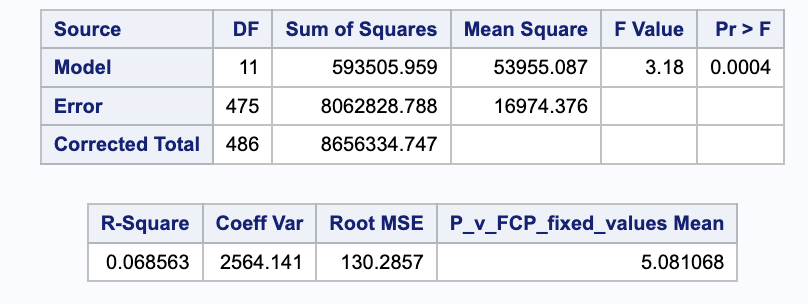 Source DF Sum of Squares Mean Square F Value Pr > F
Model 11 593505.959 53955.087 3.18 0.0004
Error 475 8062828.788 16974.376
Corrected Total 486 8656334.747
R-Square Coeff Var Root MSE P_v_FCP_fixed_values Mean
0.068563 2564.141 130.2857 5.081068